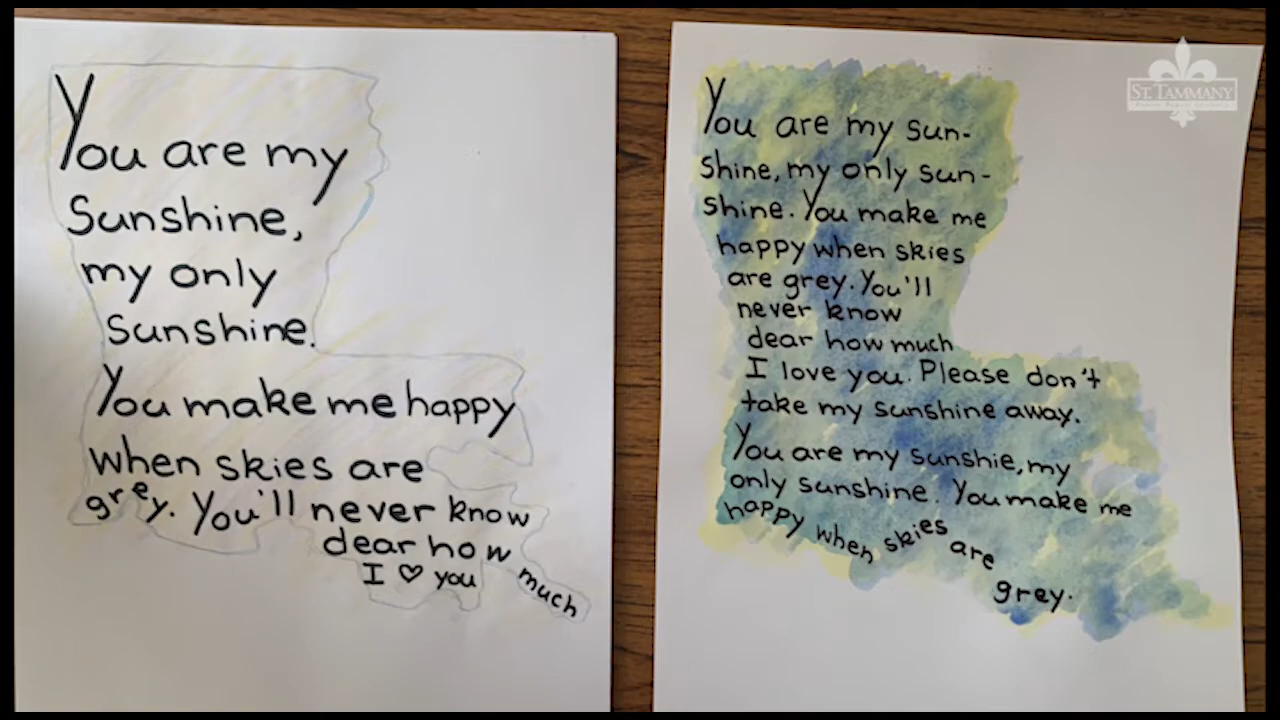 You are my
Sunshine,
my only
sunshine.
You make me happy
when skies are
grey. You'll never know
dear how
much
I ♡ you
You are my sun-
shine, my only sun-
shine. You make me
happy when skies
are grey. You'll
never know
dear how much
I love you. Please don't
take my sunshine away.
You are my sunshie, my
only sunshine. You make me
happy when skies are
grey.
ST. TAMMANY